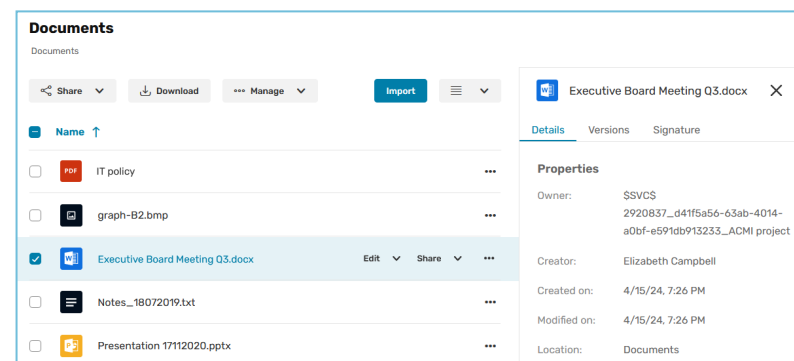 Documents
Documents
Share
Download
Manage
Import
Name ↑
PDF IT policy
graph-B2.bmp
Executive Board Meeting Q3.docx Edit Share
Notes_18072019.txt
Presentation 17112020.pptx
Executive Board Meeting Q3.docx
Details Versions Signature
Properties
Owner: $SVC$
2920837_d41f5a56-63ab-4014-
a0bf-e591db913233_ACMI project
Creator: Elizabeth Campbell
Created on: 4/15/24, 7:26 PM
Modified on: 4/15/24, 7:26 PM
Location: Documents